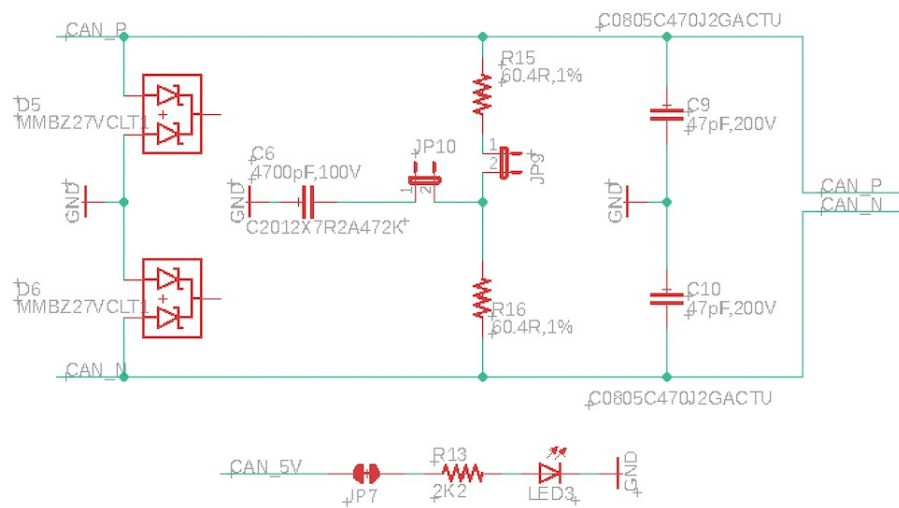 C0805C470J2GACTU
CAN_P
R15
60.4R,1%
D5
MMBZ27VCLT1
C9
47pF,200V
C6
4700pF,100V
JP10
1
2
JP9
1
2
GND
GND
GND
CAN_P
CAN_N
C2012X7R2A472K
D6
MMBZ27VCLT1
C10
47pF,200V
R16
60.4R,1%
CAN_N
C0805C470J2GACTU
CAN_5V
R13
JP7
2K2
LED3
GND